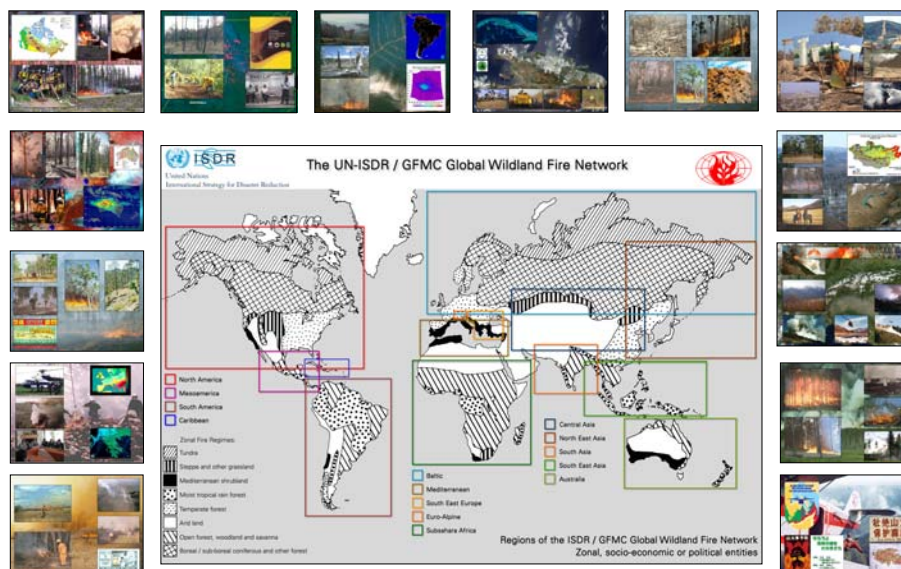 ISDR
United Nations
International Strategy for Disaster Reduction
The UN-ISDR / GFMC Global Wildland Fire Network
North America
Mesoamerica
South America
Caribbean
Zonal Fire Regimes:
Tundra
Steppe and other grassland
Mediterranean shrubland
Moist tropical rain forest
Temperate forest
Arid land
Open forest, woodland and savanna
Boreal / sub-boreal coniferous and other forest
Baltic
Mediterranean
South East Europe
Euro-Alpine
Subsahara Africa
Central Asia
North East Asia
South Asia
South East Asia
Australia
Regions of the ISDR / GFMC Global Wildland Fire Network
Zonal, socio-economic or political entities